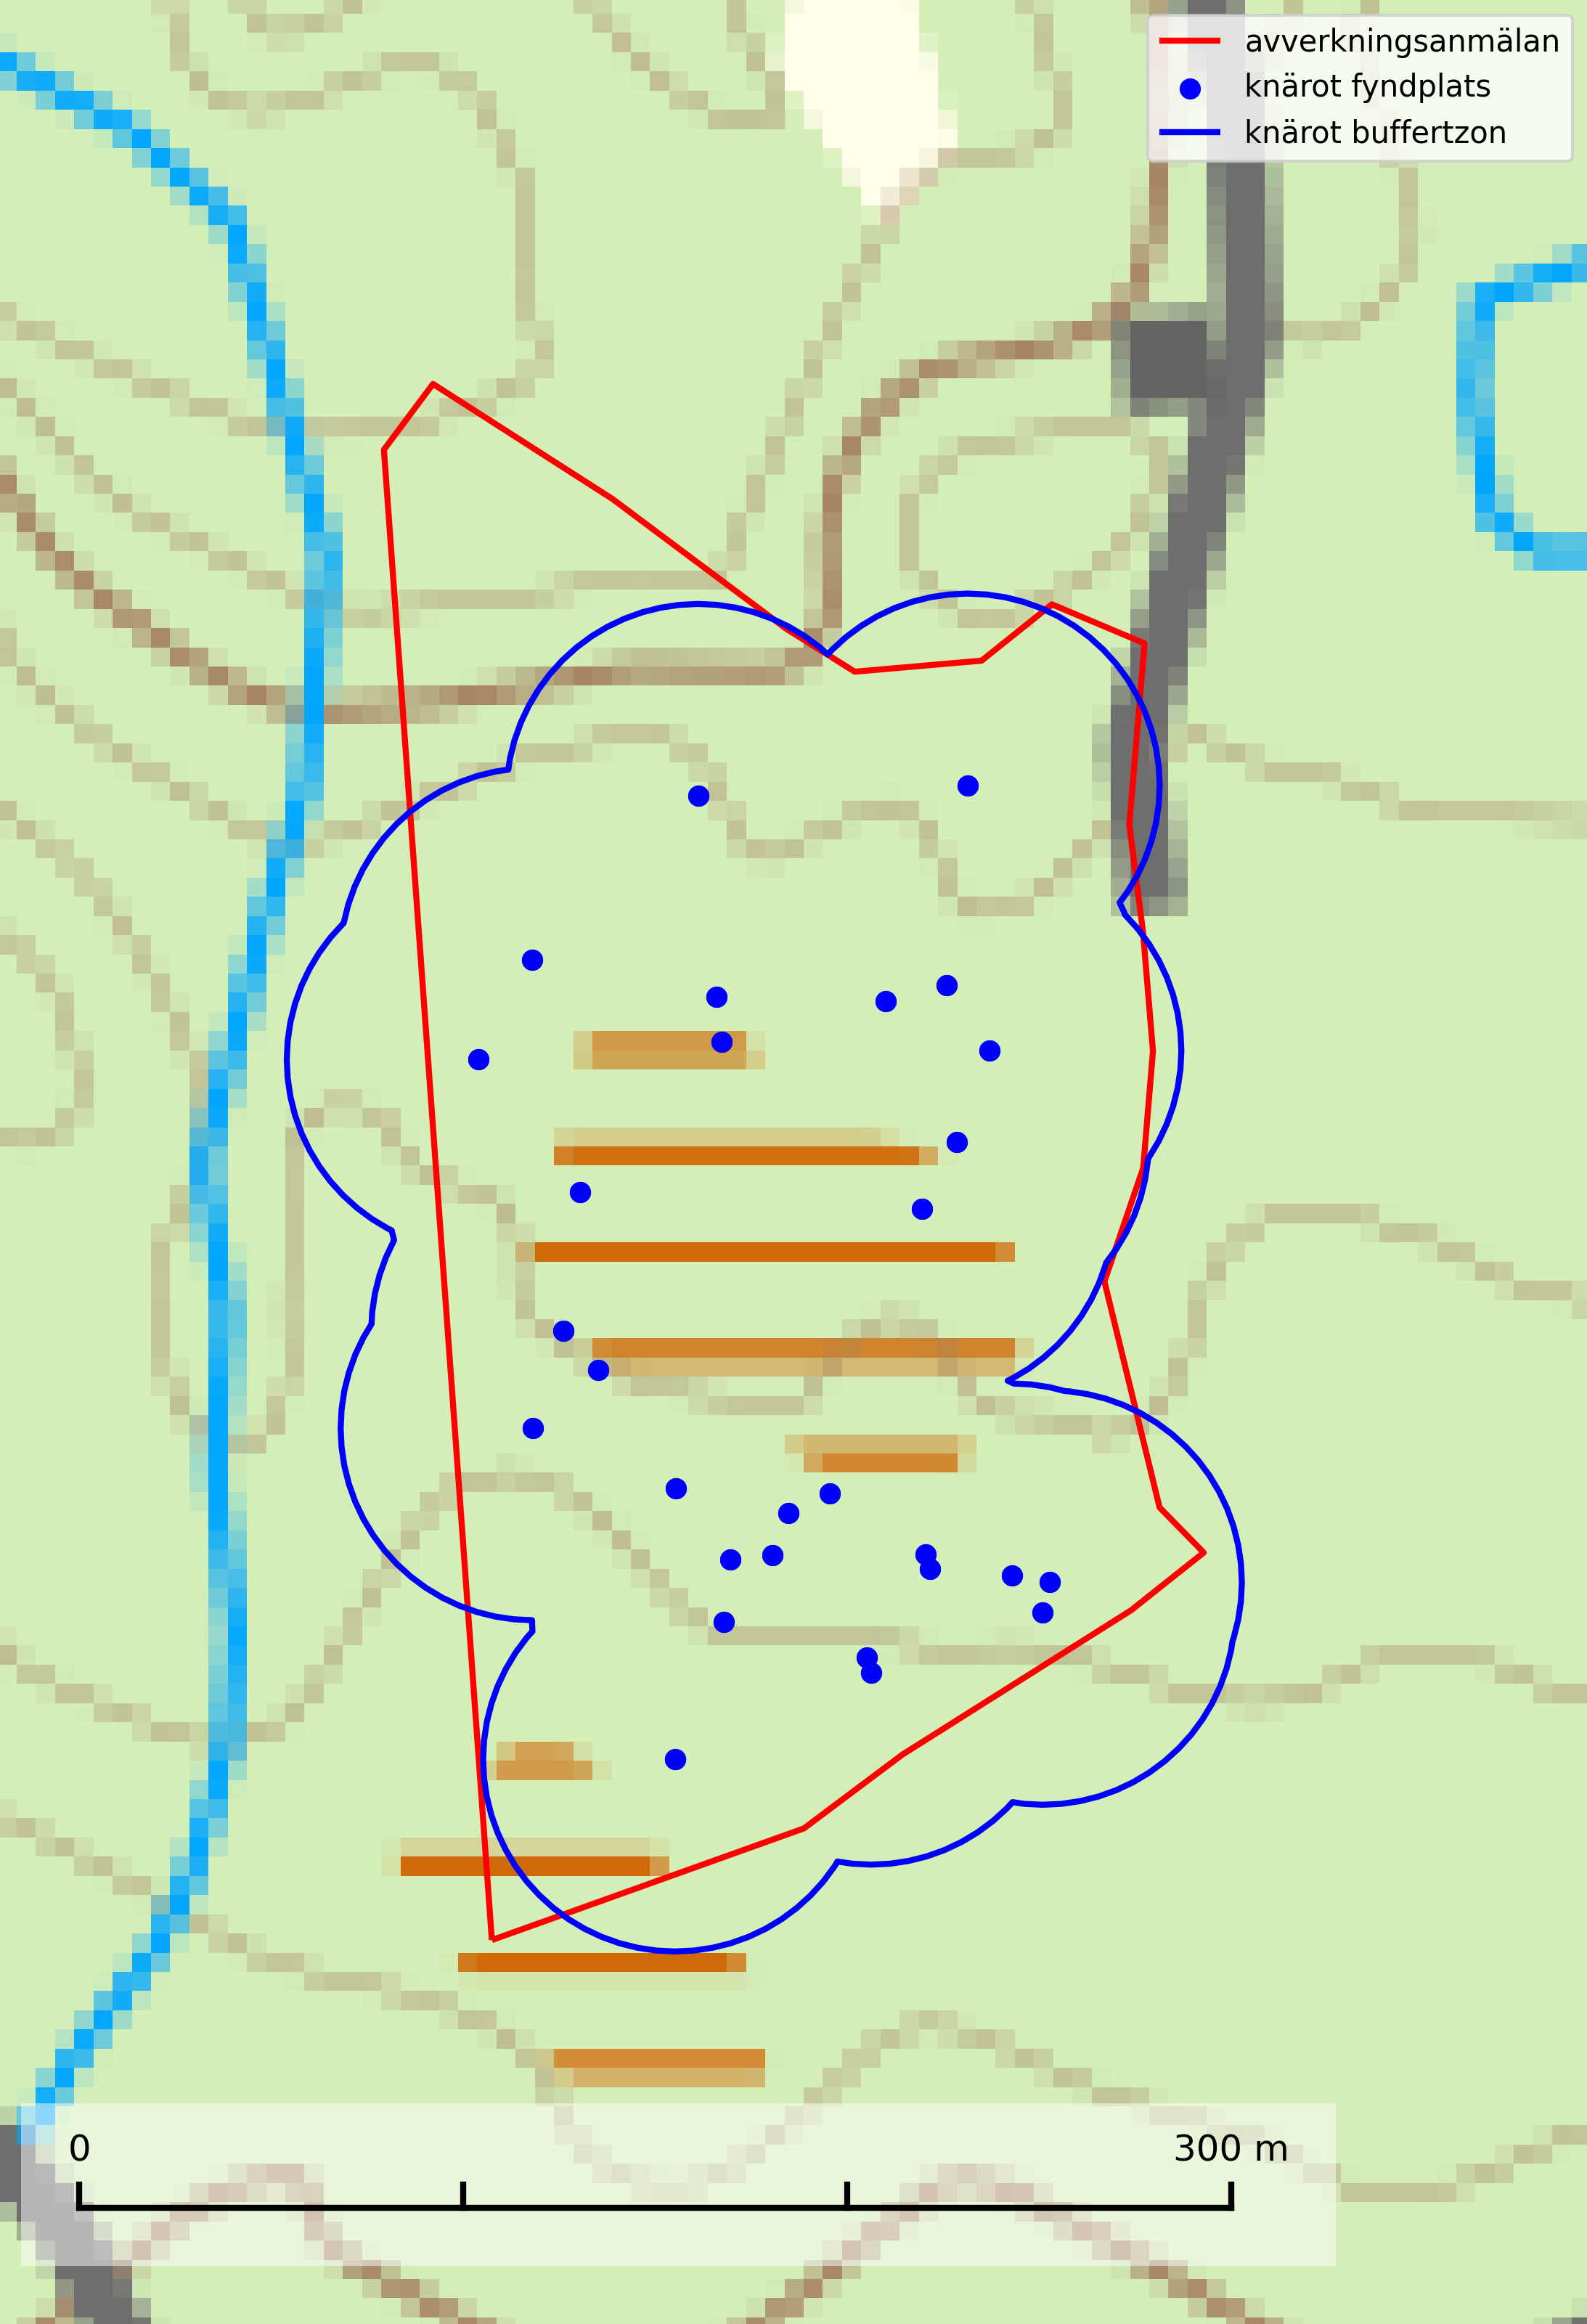 avverkningsanmälan
knärot fyndplats
knärot buffertzon
0 300 m